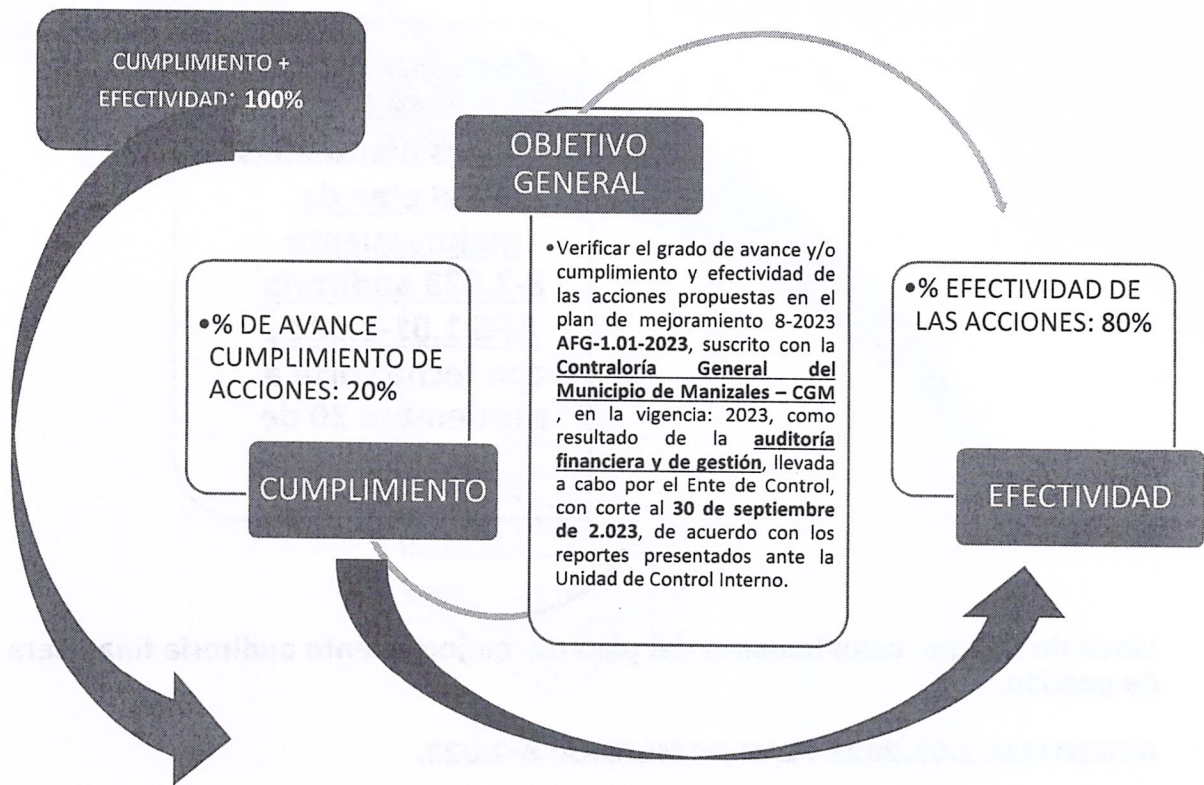 CUMPLIMIENTO +
EFECTIVIDAD: 100%
OBJETIVO
GENERAL
•Verificar el grado de avance y/o
cumplimiento y efectividad de
las acciones propuestas en el
plan de mejoramiento 8-2023
AFG-1.01-2023, suscrito con la
Contraloría General del
Municipio de Manizales – CGM
, en la vigencia: 2023, como
resultado de la auditoría
financiera y de gestión, llevada
a cabo por el Ente de Control,
con corte al 30 de septiembre
de 2.023, de acuerdo con los
reportes presentados ante la
Unidad de Control Interno.
•% DE AVANCE
CUMPLIMIENTO DE
ACCIONES: 20%
CUMPLIMIENTO
•% EFECTIVIDAD DE
LAS ACCIONES: 80%
EFECTIVIDAD